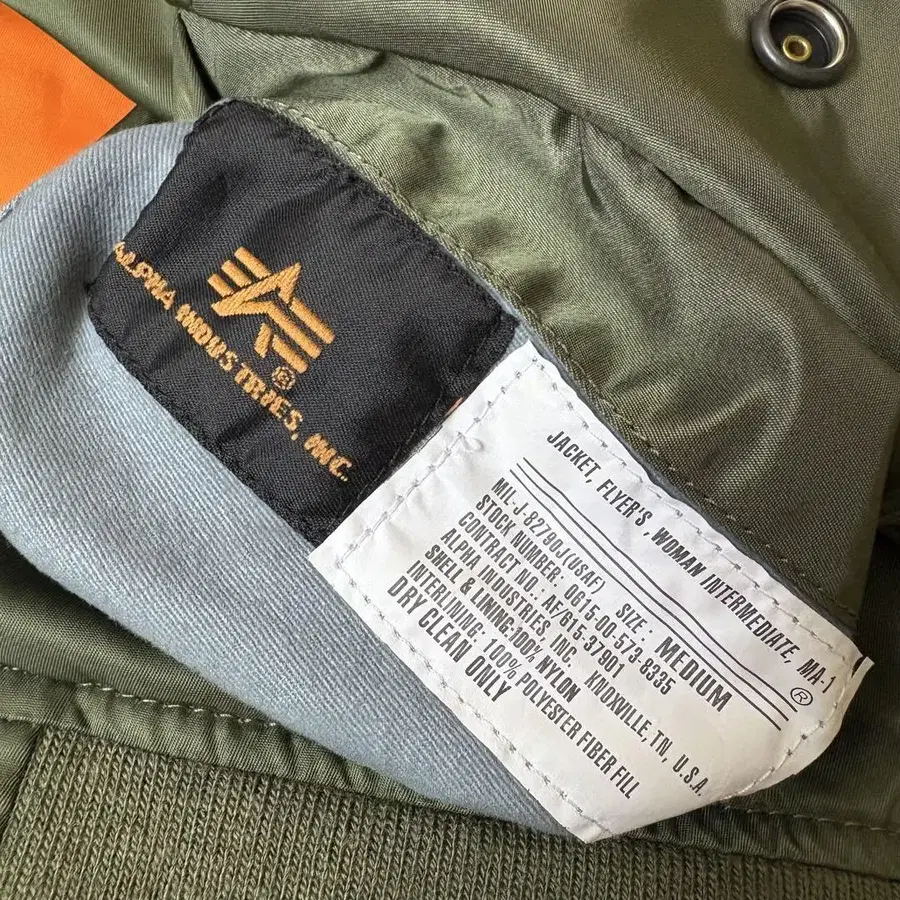 ALPHA INDUSTRIES, INC.
®
JACKET, FLYER'S, WOMAN INTERMEDIATE, MA-1
®
MIL-J-82790J(USAF) SIZE: MEDIUM
STOCK NUMBER: 0615-00-573-8335
CONTRACT NO.: AF/615-37901
ALPHA INDUSTRIES, INC. KNOXVILLE, TN, U.S.A.
SHELL & LINING:100% NYLON
INTERLINING: 100% POLYESTER FIBER FILL
DRY CLEAN ONLY